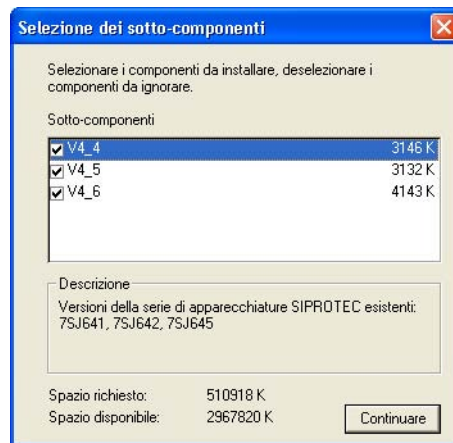 Selezione dei sotto-componenti
Selezionare i componenti da installare, deselezionare i
componenti da ignorare.
Sotto-componenti
V4_4 3146 K
V4_5 3132 K
V4_6 4143 K
Descrizione
Versioni della serie di apparecchiature SIPROTEC esistenti:
7SJ641, 7SJ642, 7SJ645
Spazio richiesto: 510918 K
Spazio disponibile: 2967820 K
Continuare